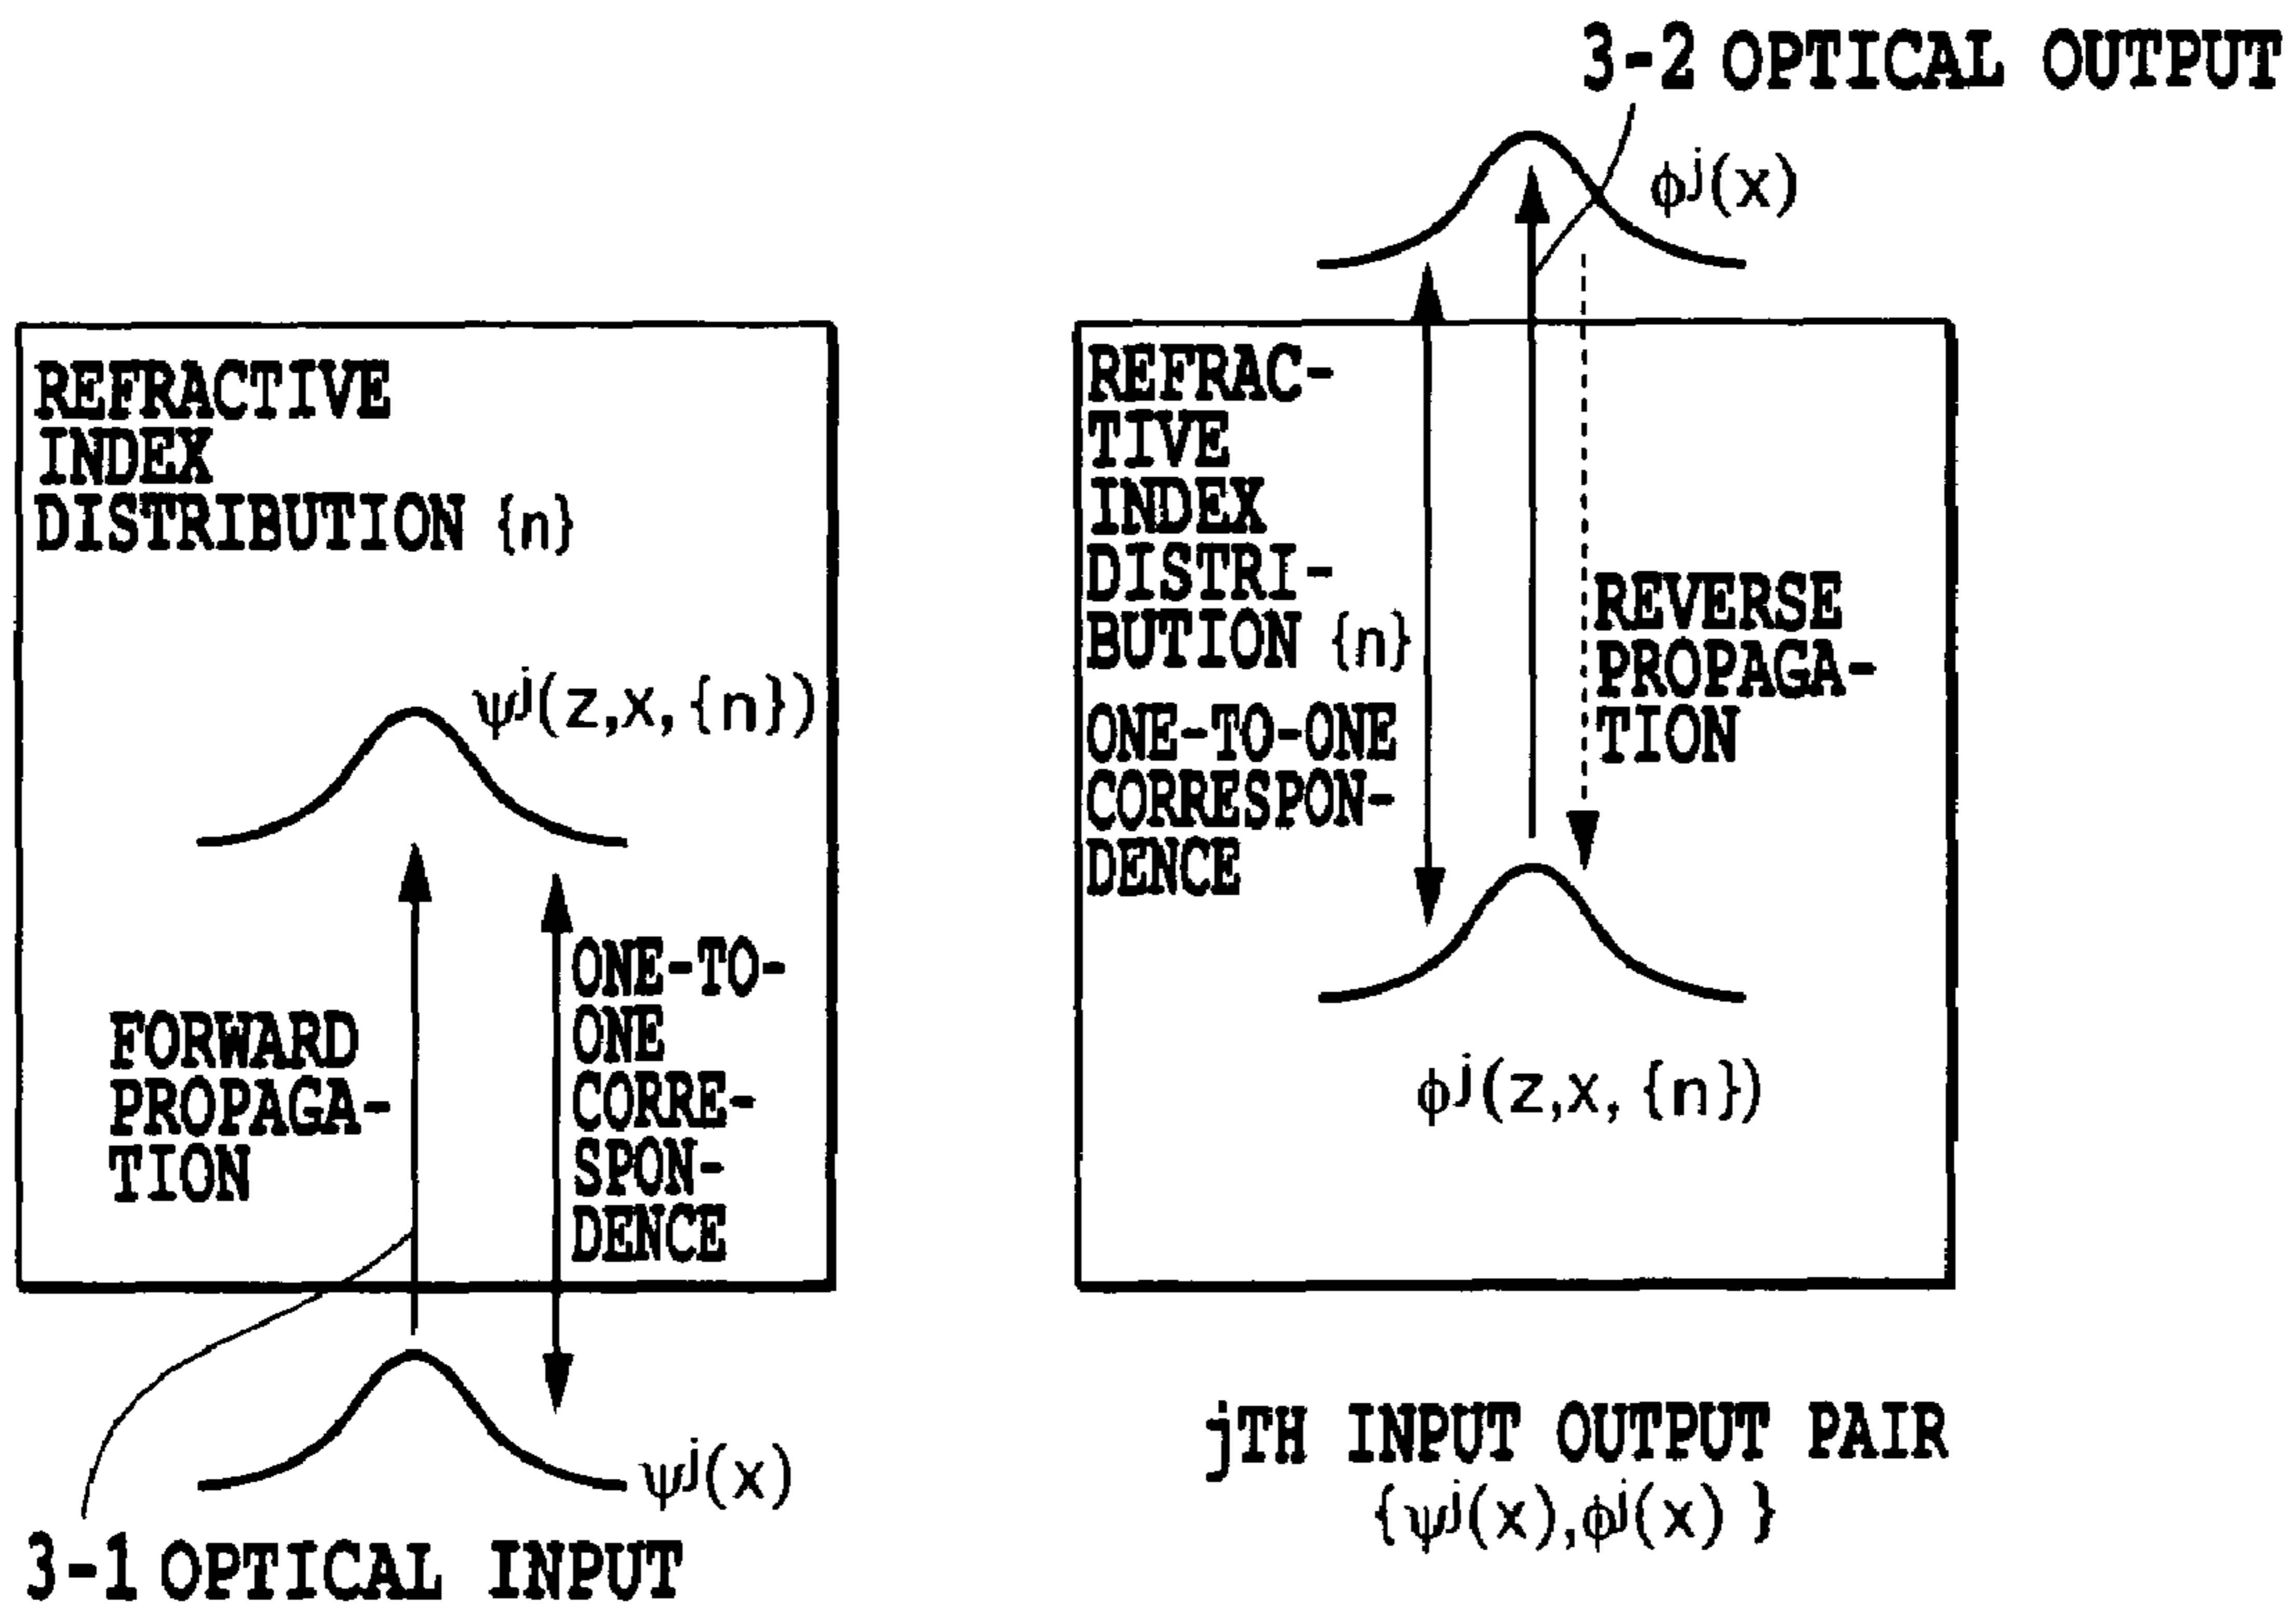 3-2 OPTICAL OUTPUT
ϕʲ(x)
REFRACTIVE
INDEX
DISTRIBUTION {n}
ψʲ(z,x,{n})
FORWARD
PROPAGA-
TION
ONE-TO-
ONE
CORRE-
SPON-
DENCE
ψʲ(x)
3-1 OPTICAL INPUT
REFRAC-
TIVE
INDEX
DISTRI-
BUTION {n}
ONE-TO-ONE
CORRESPON-
DENCE
REVERSE
PROPAGA-
TION
ϕʲ(z,x,{n})
jTH INPUT OUTPUT PAIR
{ψʲ(x),ϕʲ(x) }